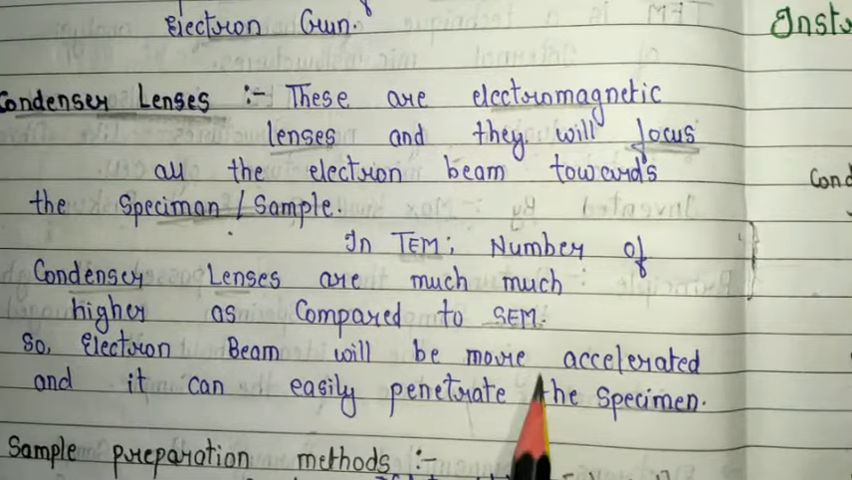 Electron Gun.
Condenser Lenses :- These are electromagnetic
lenses and they will focus
all the electron beam towards
the Speciman / Sample.
In TEM; Number of
Condenser Lenses are much much
higher as Compared to SEM.
So, Electron Beam will be more accelerated
and it can easily penetrate the Specimen.
Sample preparation methods :-
Inst
Cond